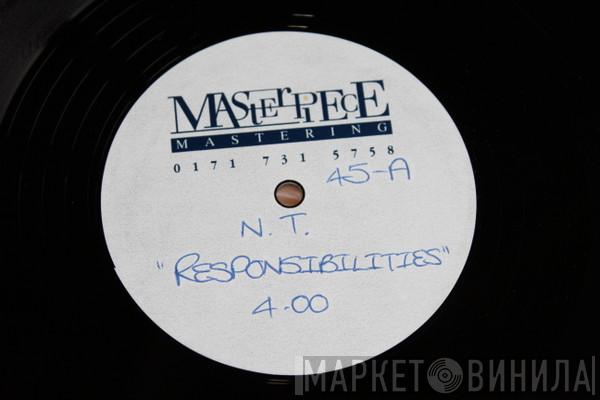 MASTERPIECE
MASTERING
0171 731 5758
45-A
N.T.
"RESPONSIBILITIES"
4.00
МАРКЕТ ВИНИЛА